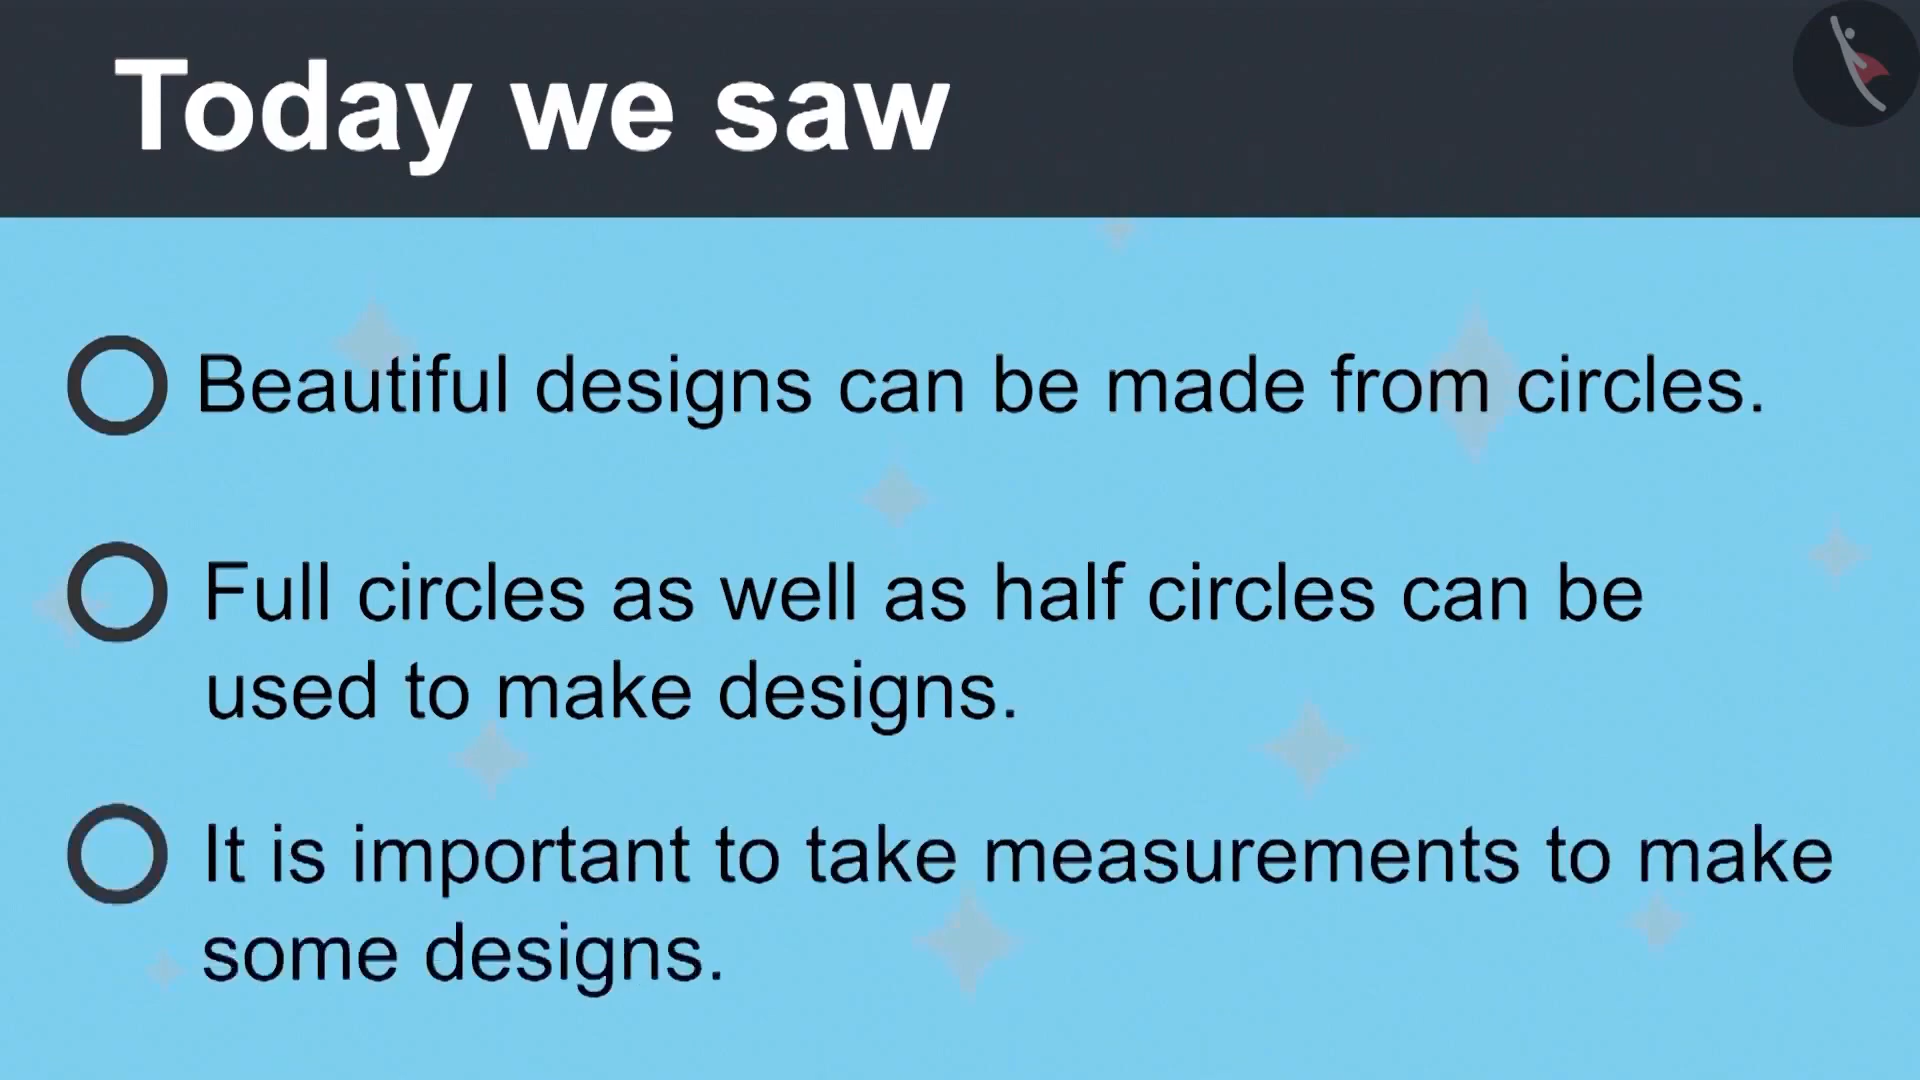 Today we saw
Beautiful designs can be made from circles.
Full circles as well as half circles can be
used to make designs.
It is important to take measurements to make
some designs.